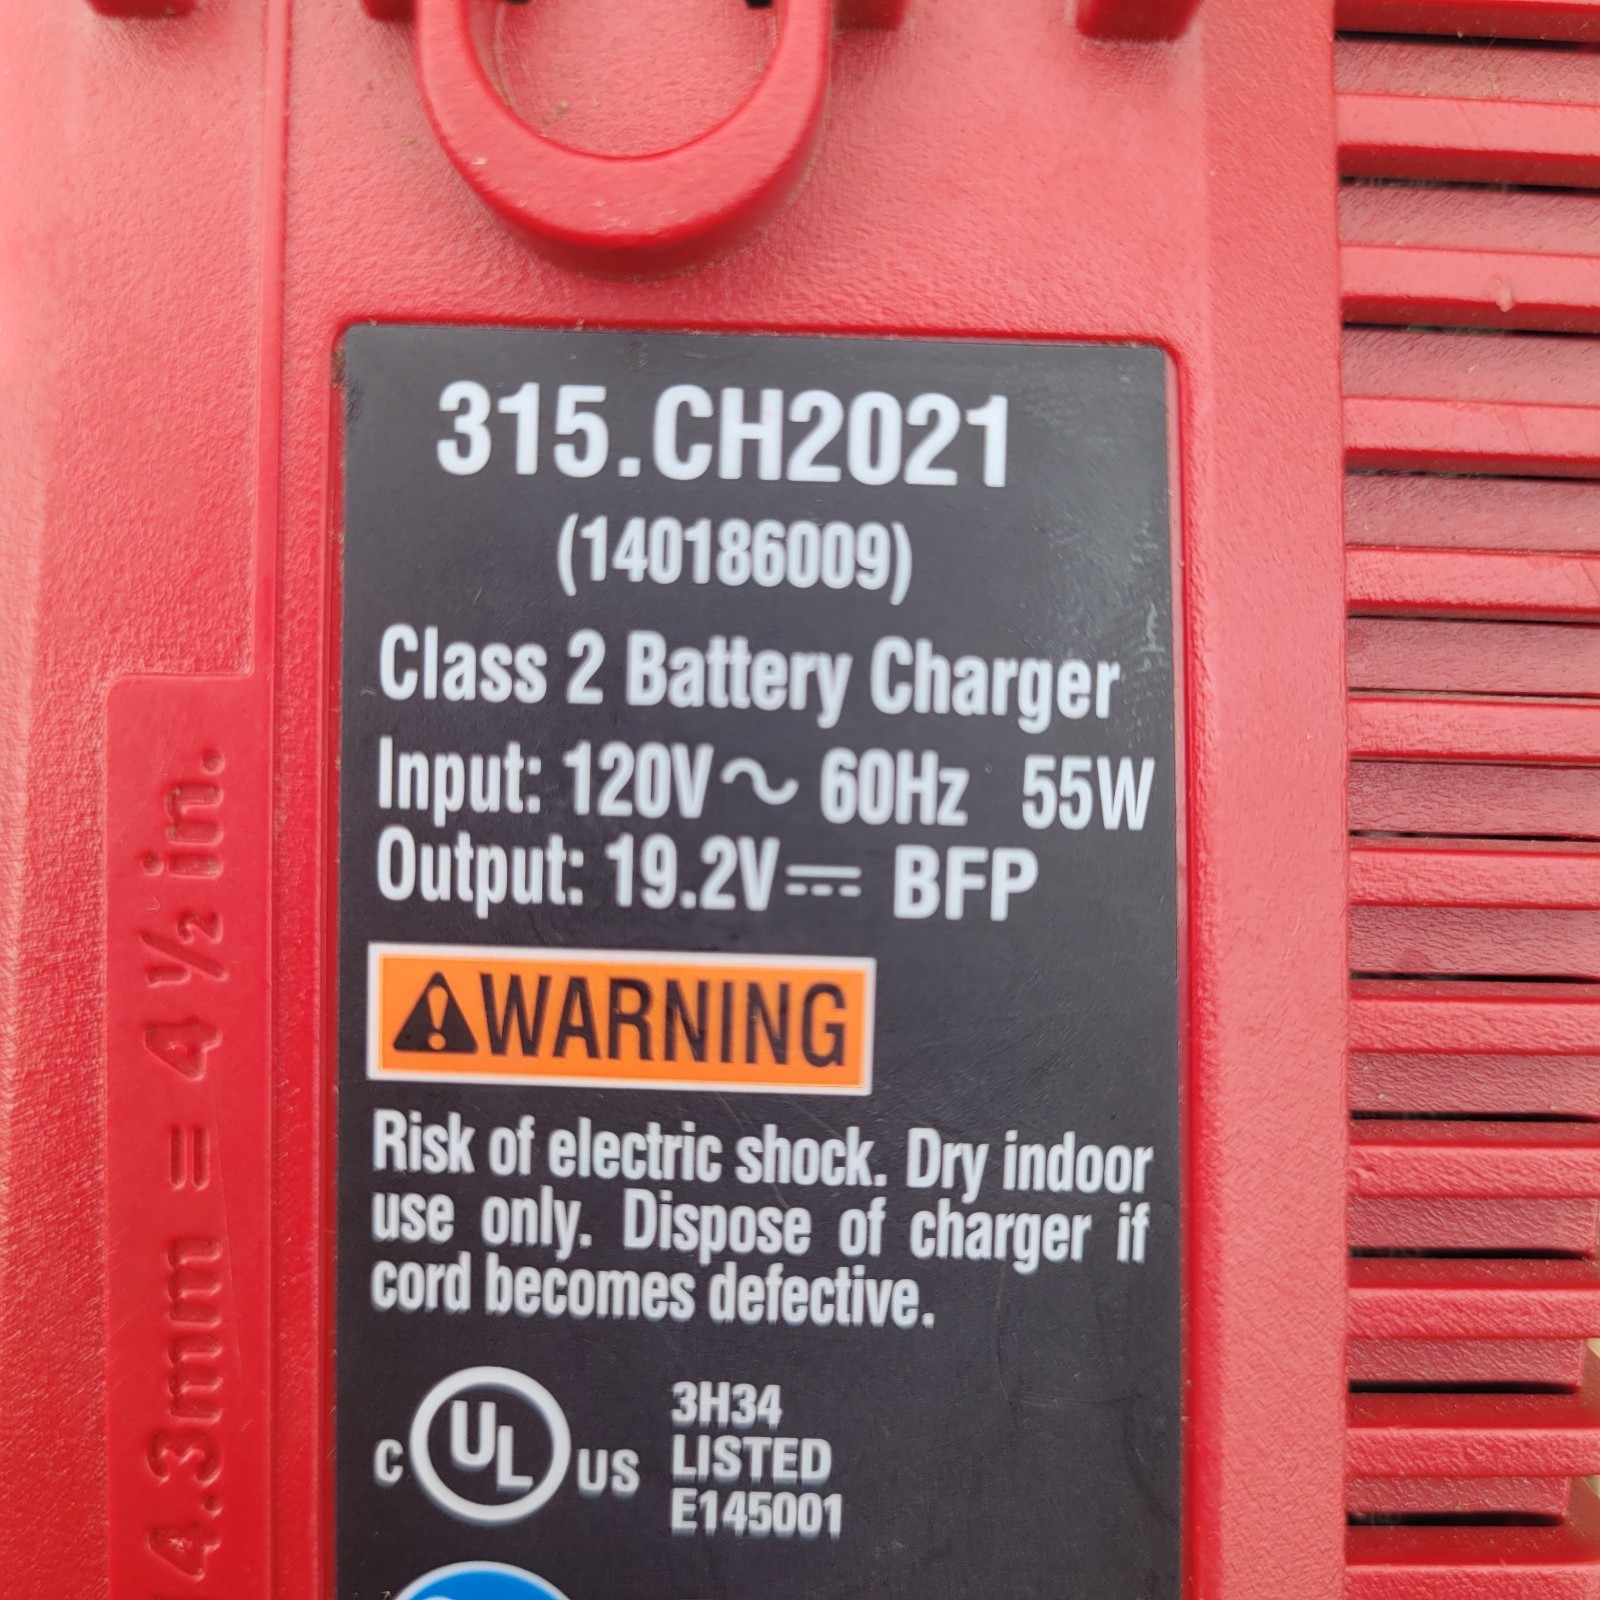 315.CH2021
(140186009)
Class 2 Battery Charger
Input: 120V~ 60Hz 55W
Output: 19.2V⎓ BFP
⚠WARNING
Risk of electric shock. Dry indoor
use only. Dispose of charger if
cord becomes defective.
C UL US
3H34
LISTED
E145001
4.3mm = 4 ½ in.